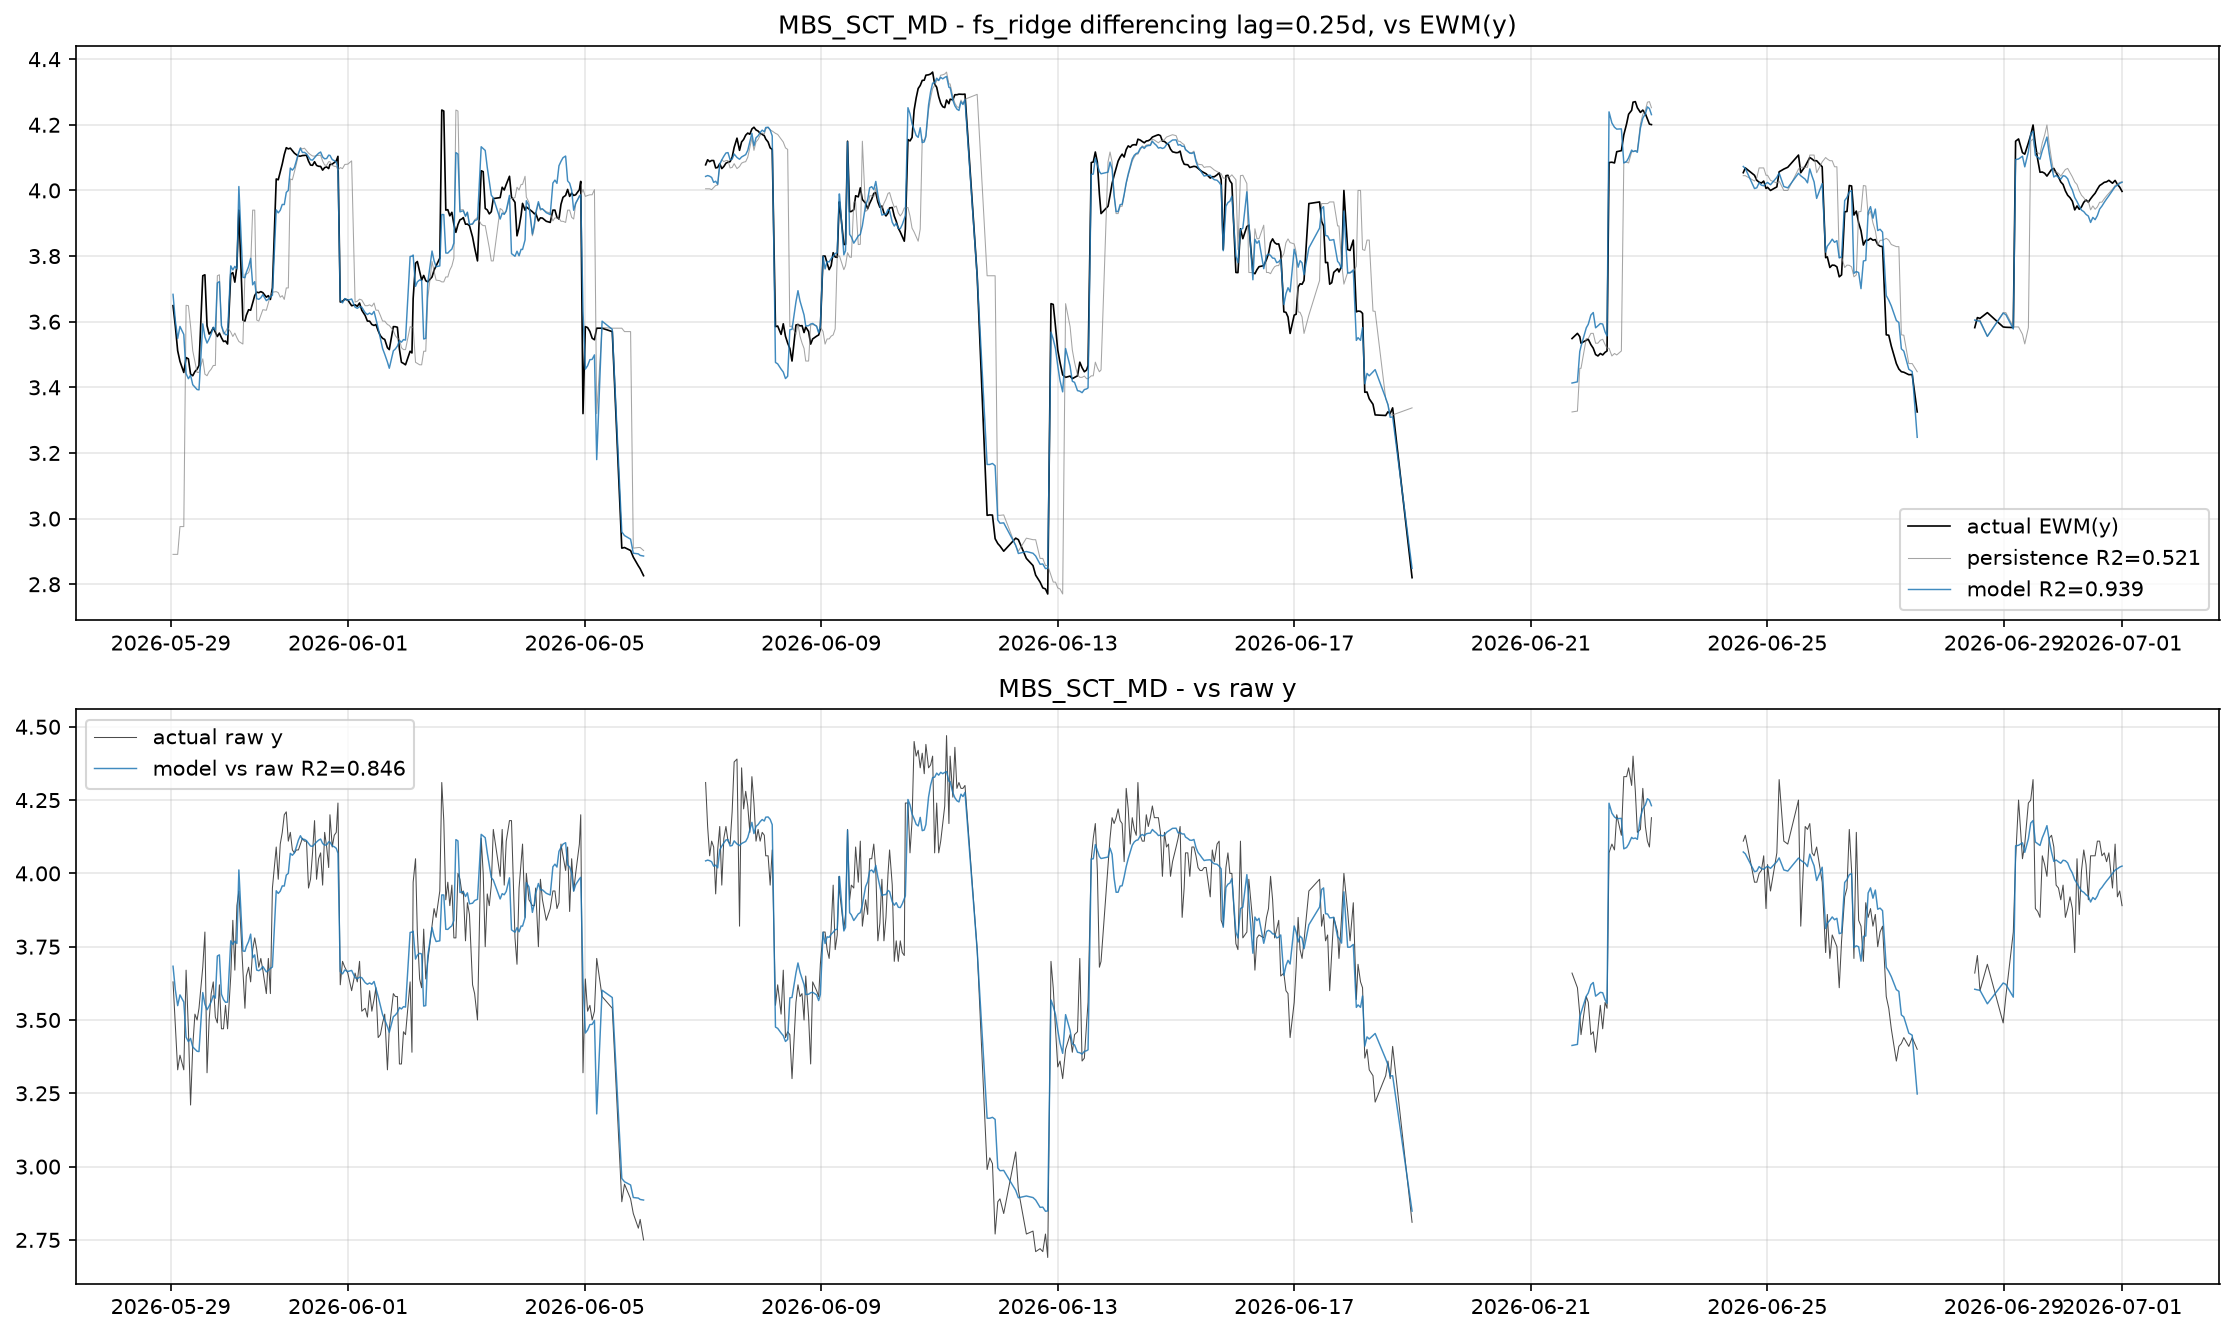 MBS_SCT_MD - fs_ridge differencing lag=0.25d, vs EWM(y)
4.4
4.2
4.0
3.8
3.6
3.4
3.2
3.0
2.8
actual EWM(y)
persistence R2=0.521
model R2=0.939
2026-05-29 2026-06-01 2026-06-05 2026-06-09 2026-06-13 2026-06-17 2026-06-21 2026-06-25 2026-06-29 2026-07-01
MBS_SCT_MD - vs raw y
actual raw y
model vs raw R2=0.846
4.50
4.25
4.00
3.75
3.50
3.25
3.00
2.75
2026-05-29 2026-06-01 2026-06-05 2026-06-09 2026-06-13 2026-06-17 2026-06-21 2026-06-25 2026-06-29 2026-07-01